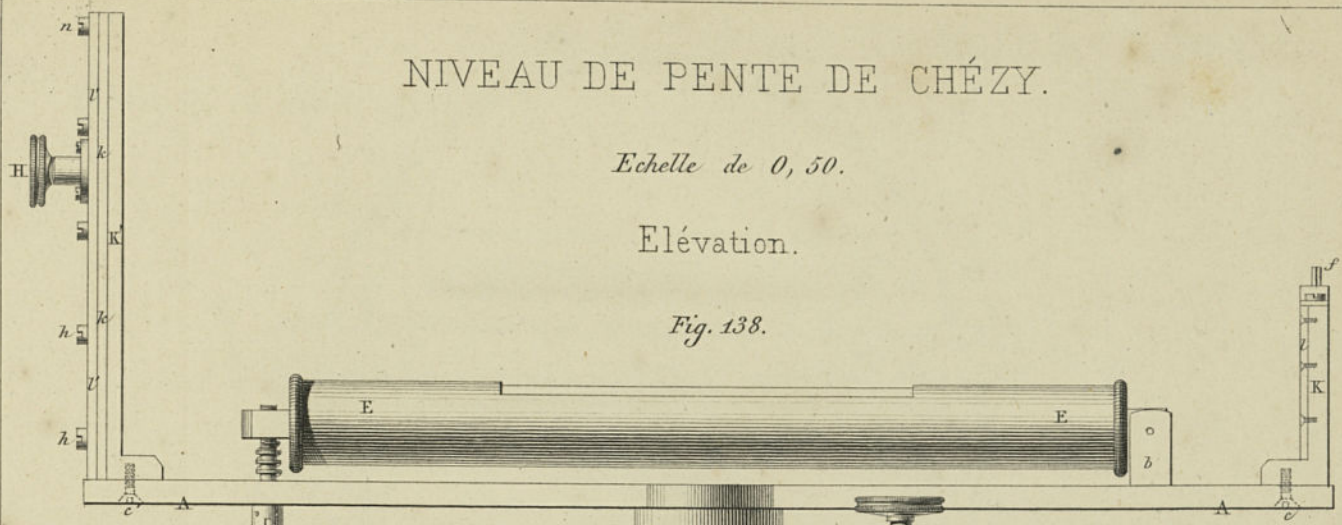 NIVEAU DE PENTE DE CHÉZY.
Echelle de 0, 50.
Elévation.
Fig. 138.
n
l'
k
H
K'
f
h
k
l
l'
K
E
E
h
b
c
A
A
c